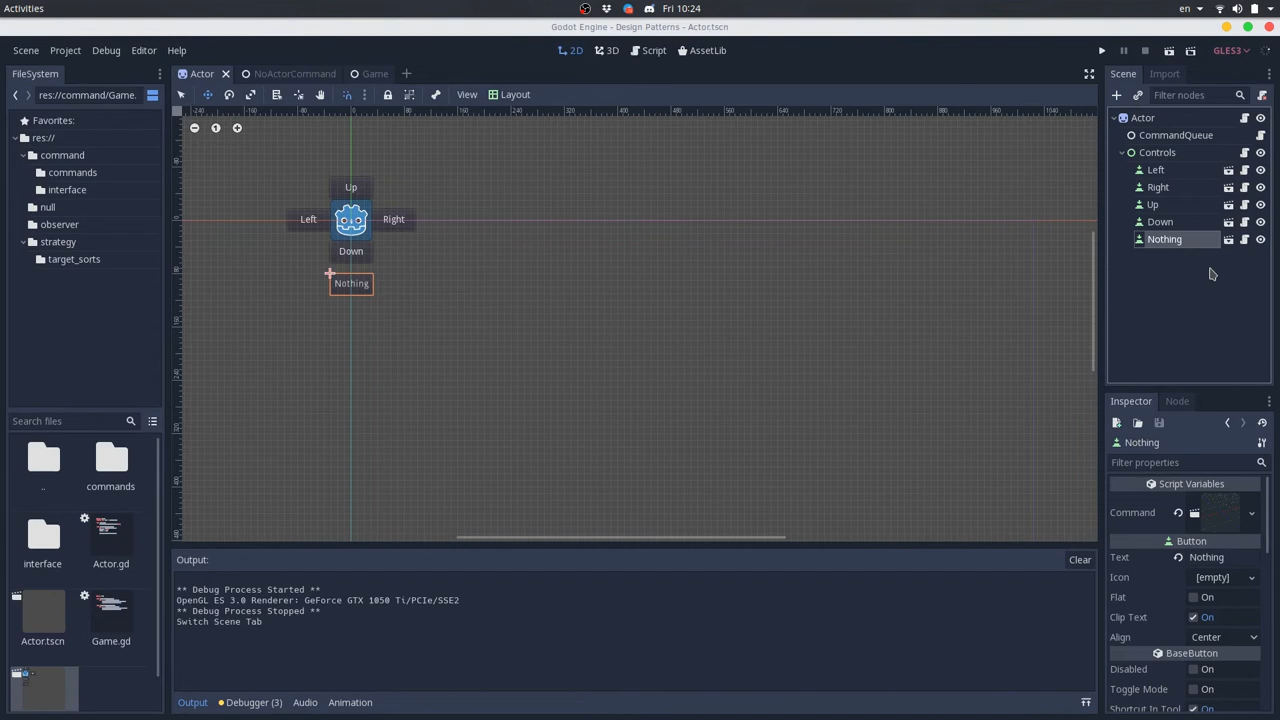 Activities
Fri 10:24
en
Godot Engine - Design Patterns - Actor.tscn
Scene Project Debug Editor Help
2D 3D Script AssetLib
GLES3
FileSystem
Actor NoActorCommand Game
Scene Import
res://command/Game.
View Layout
Filter nodes
Favorites:
res://
command
commands
interface
null
observer
strategy
target_sorts
Up
Left Right
Down
Nothing
Actor
CommandQueue
Controls
Left
Right
Up
Down
Nothing
Search files
..
commands
interface
Actor.gd
Actor.tscn
Game.gd
Inspector Node
Nothing
Filter properties
Script Variables
Command
Button
Text Nothing
Icon [empty]
Flat On
Clip Text On
Align Center
BaseButton
Disabled On
Toggle Mode On
Shortcut In Tool On
Output: Clear
** Debug Process Started **
OpenGL ES 3.0 Renderer: GeForce GTX 1050 Ti/PCIe/SSE2
** Debug Process Stopped **
Switch Scene Tab
Output Debugger (3) Audio Animation